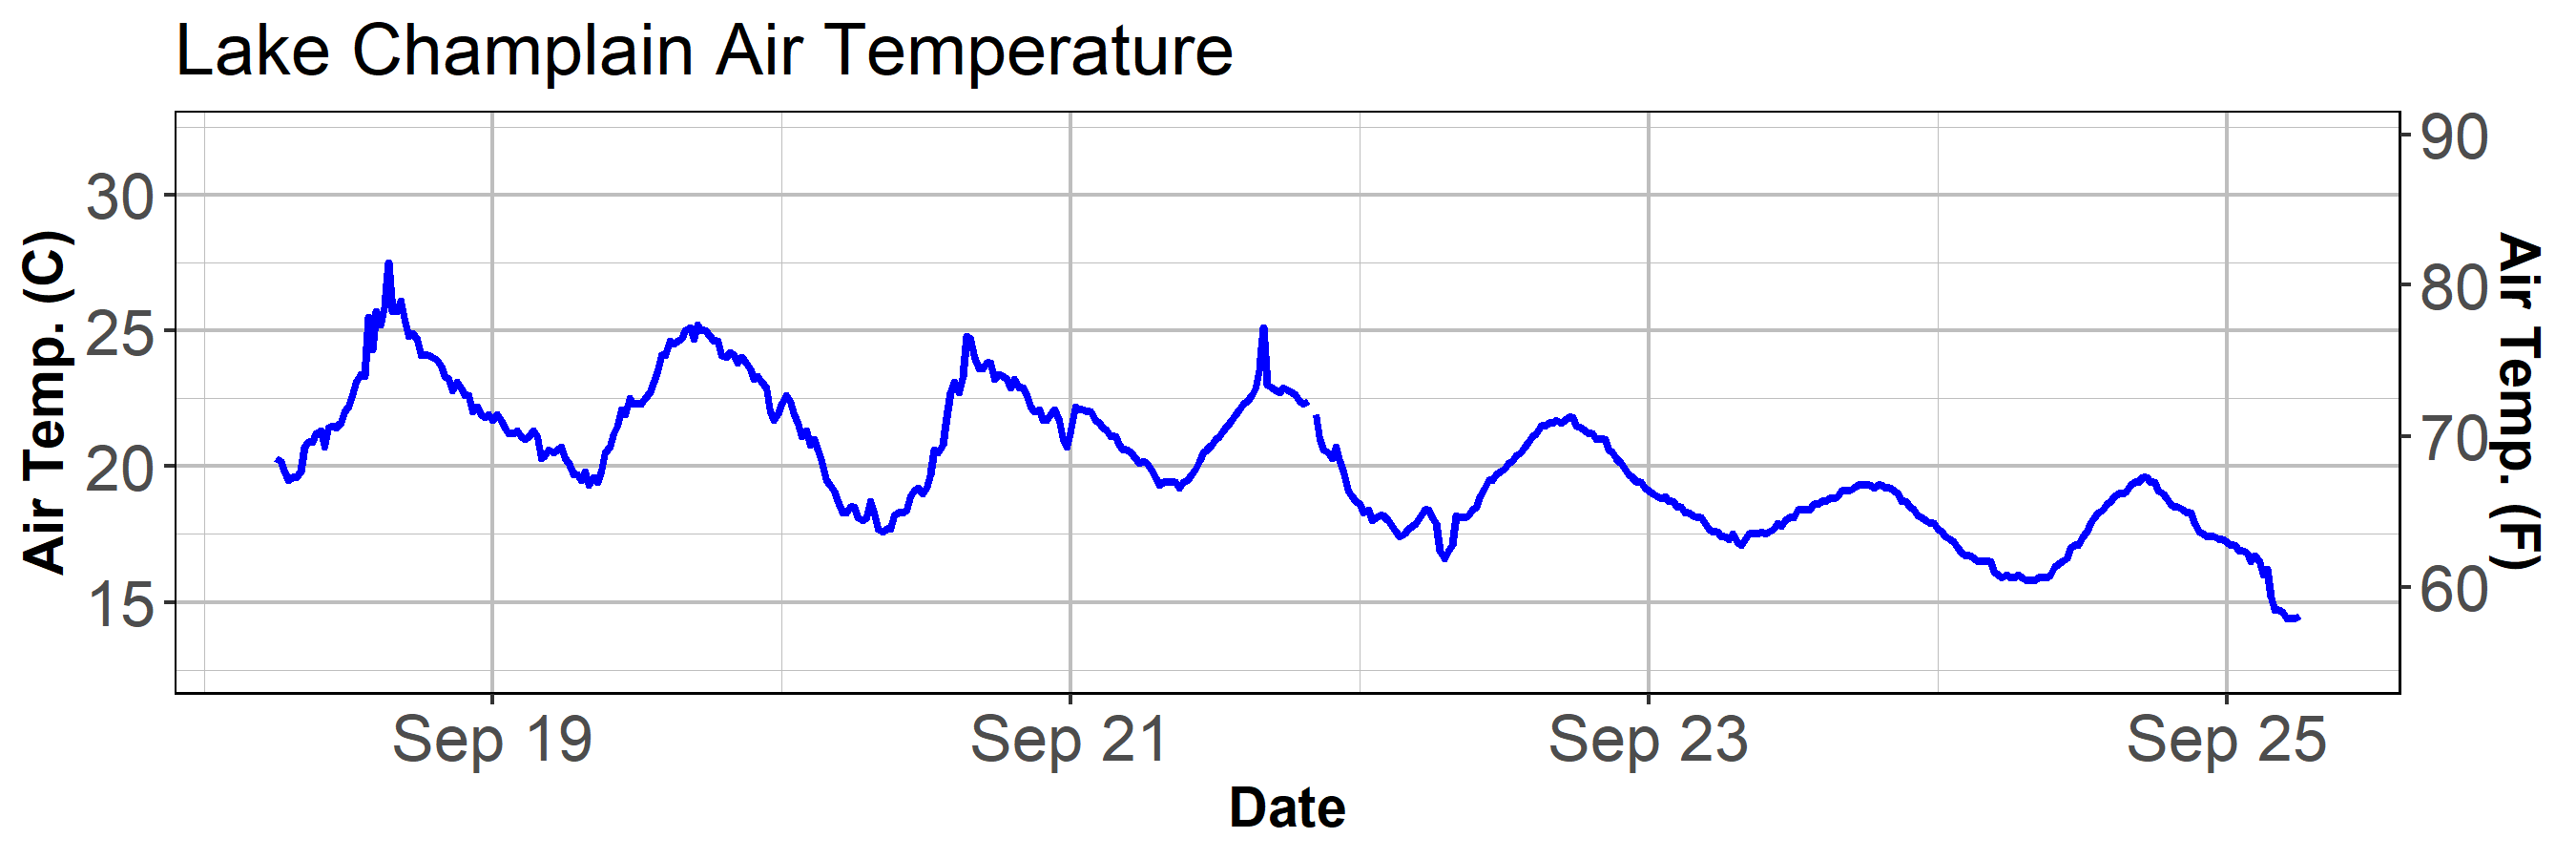 Lake Champlain Air Temperature
Air Temp. (C)
30
25
20
15
90
80
70
60
Air Temp. (F)
Sep 19
Sep 21
Sep 23
Sep 25
Date